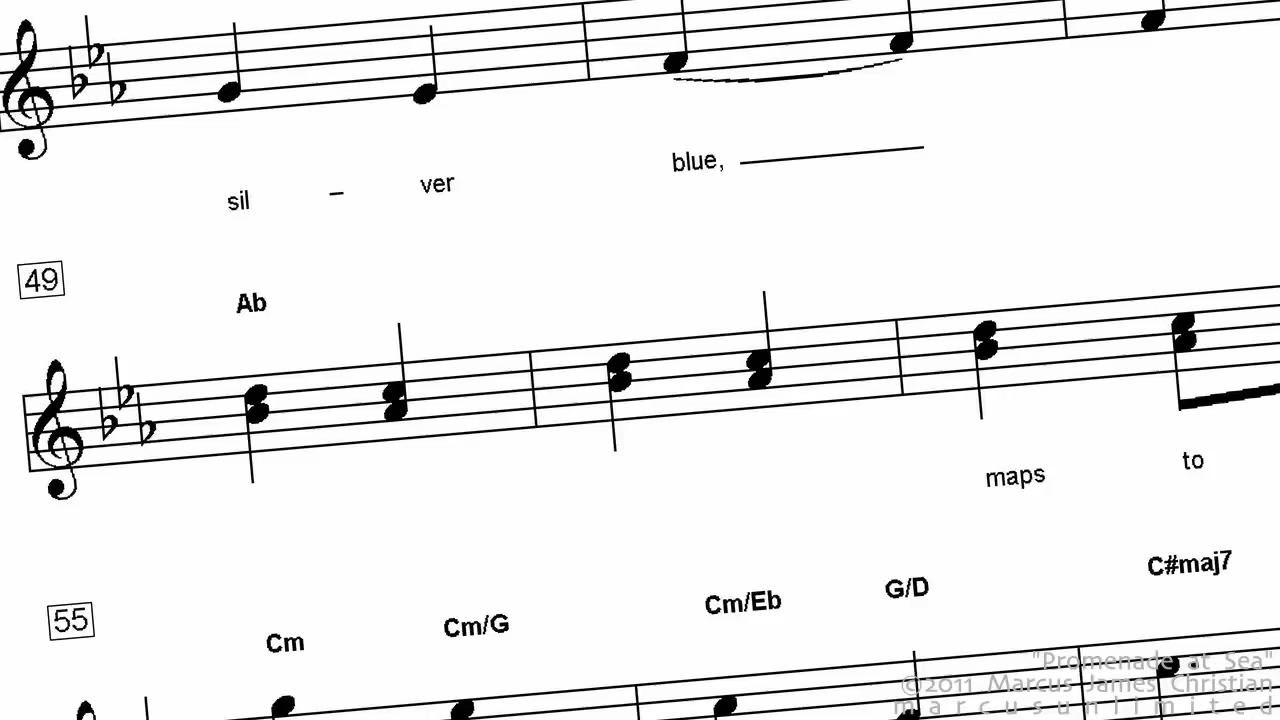 sil – ver blue,
49
Ab
maps to
55
Cm Cm/G Cm/Eb G/D C#maj7
"Promenade at Sea"
©2011 Marcus James Christian
marcusunlimited